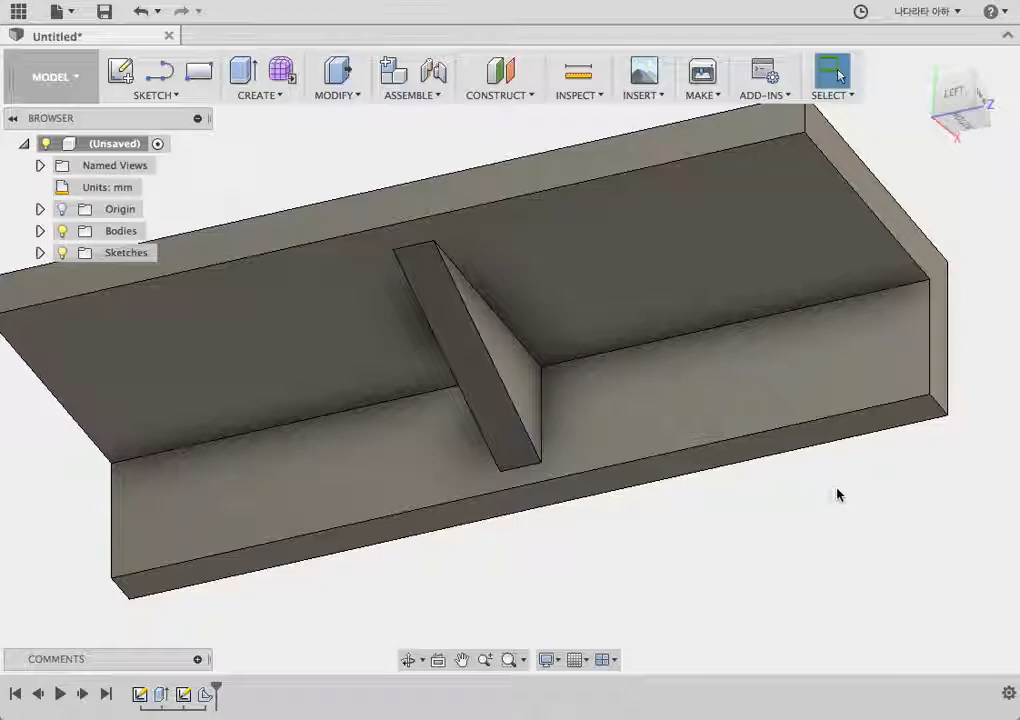 나다라타 아하
Untitled*
MODEL
SKETCH
CREATE
MODIFY
ASSEMBLE
CONSTRUCT
INSPECT
INSERT
MAKE
ADD-INS
SELECT
BROWSER
(Unsaved)
Named Views
Units: mm
Origin
Bodies
Sketches
LEFT
Z
X
COMMENTS